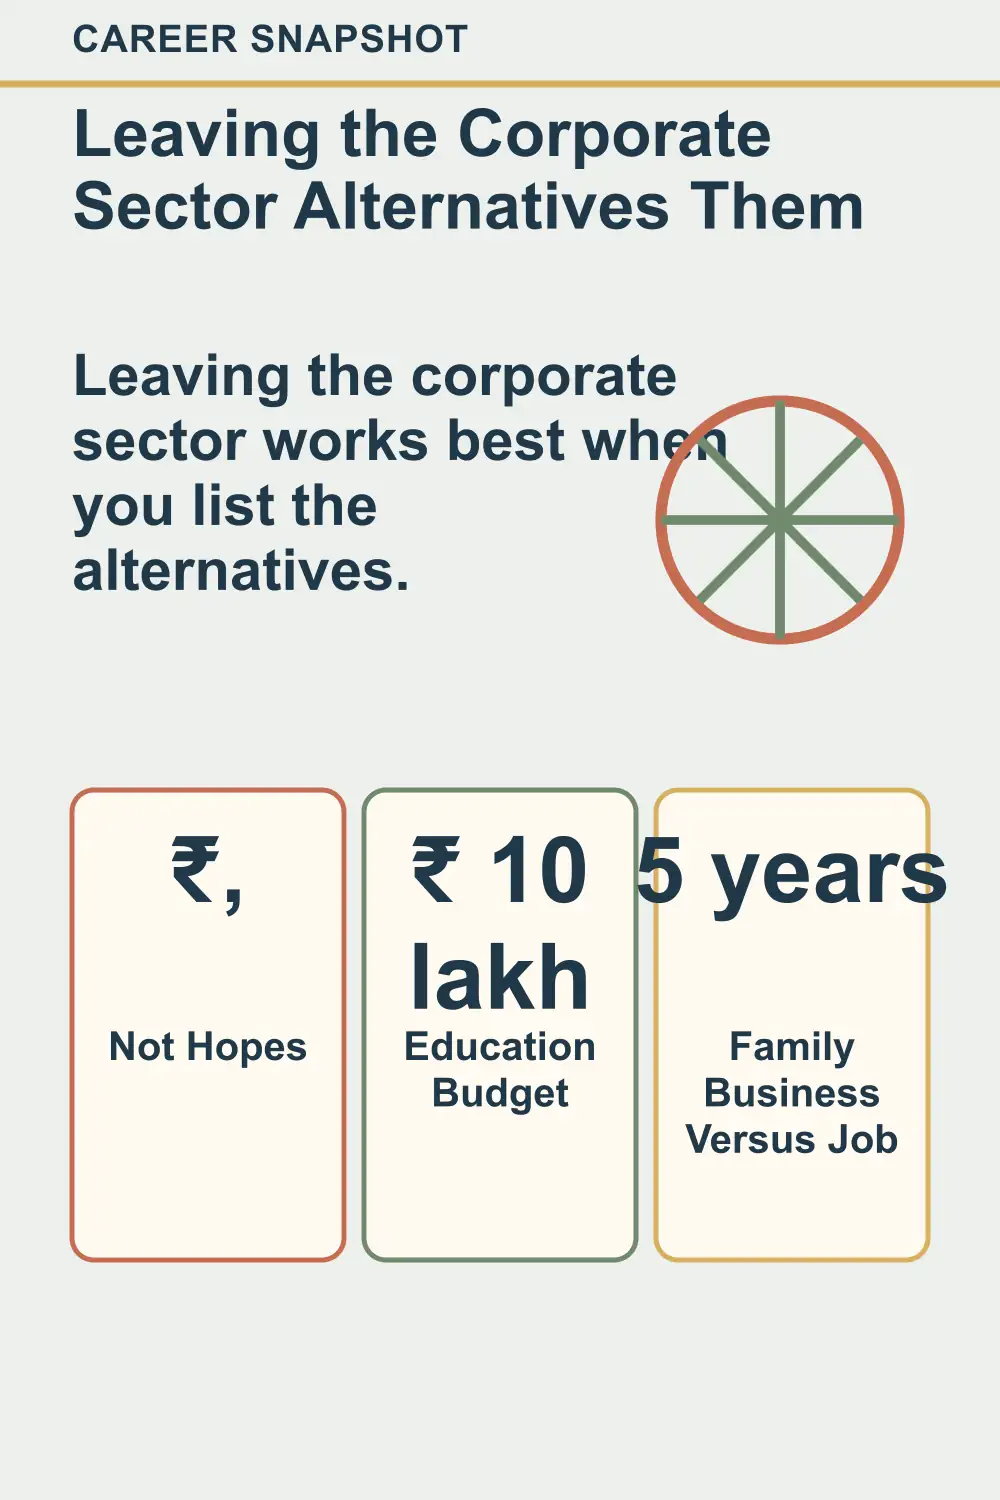 CAREER SNAPSHOT
Leaving the Corporate
Sector Alternatives Them
Leaving the corporate
sector works best when
you list the
alternatives.
₹,
Not Hopes
₹ 10
lakh
Education
Budget
5 years
Family
Business
Versus Job